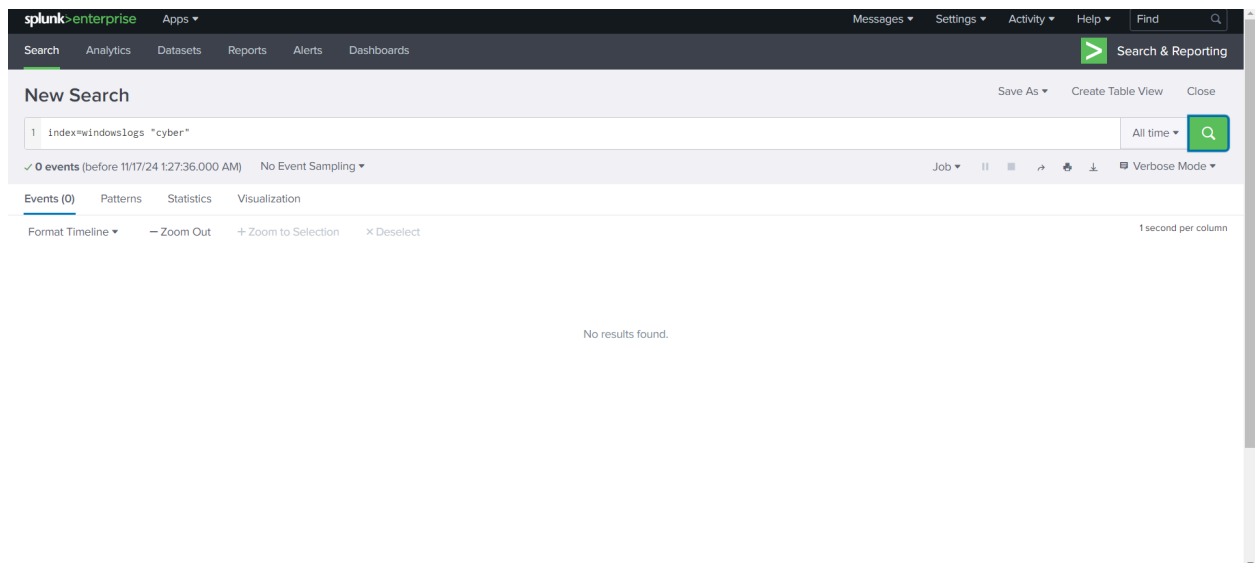 splunk>enterprise Apps Messages Settings Activity Help Find
Search Analytics Datasets Reports Alerts Dashboards Search & Reporting
New Search Save As Create Table View Close
1 index=windowslogs "cyber" All time
0 events (before 11/17/24 1:27:36.000 AM) No Event Sampling Job Verbose Mode
Events (0) Patterns Statistics Visualization
Format Timeline — Zoom Out + Zoom to Selection × Deselect 1 second per column
No results found.